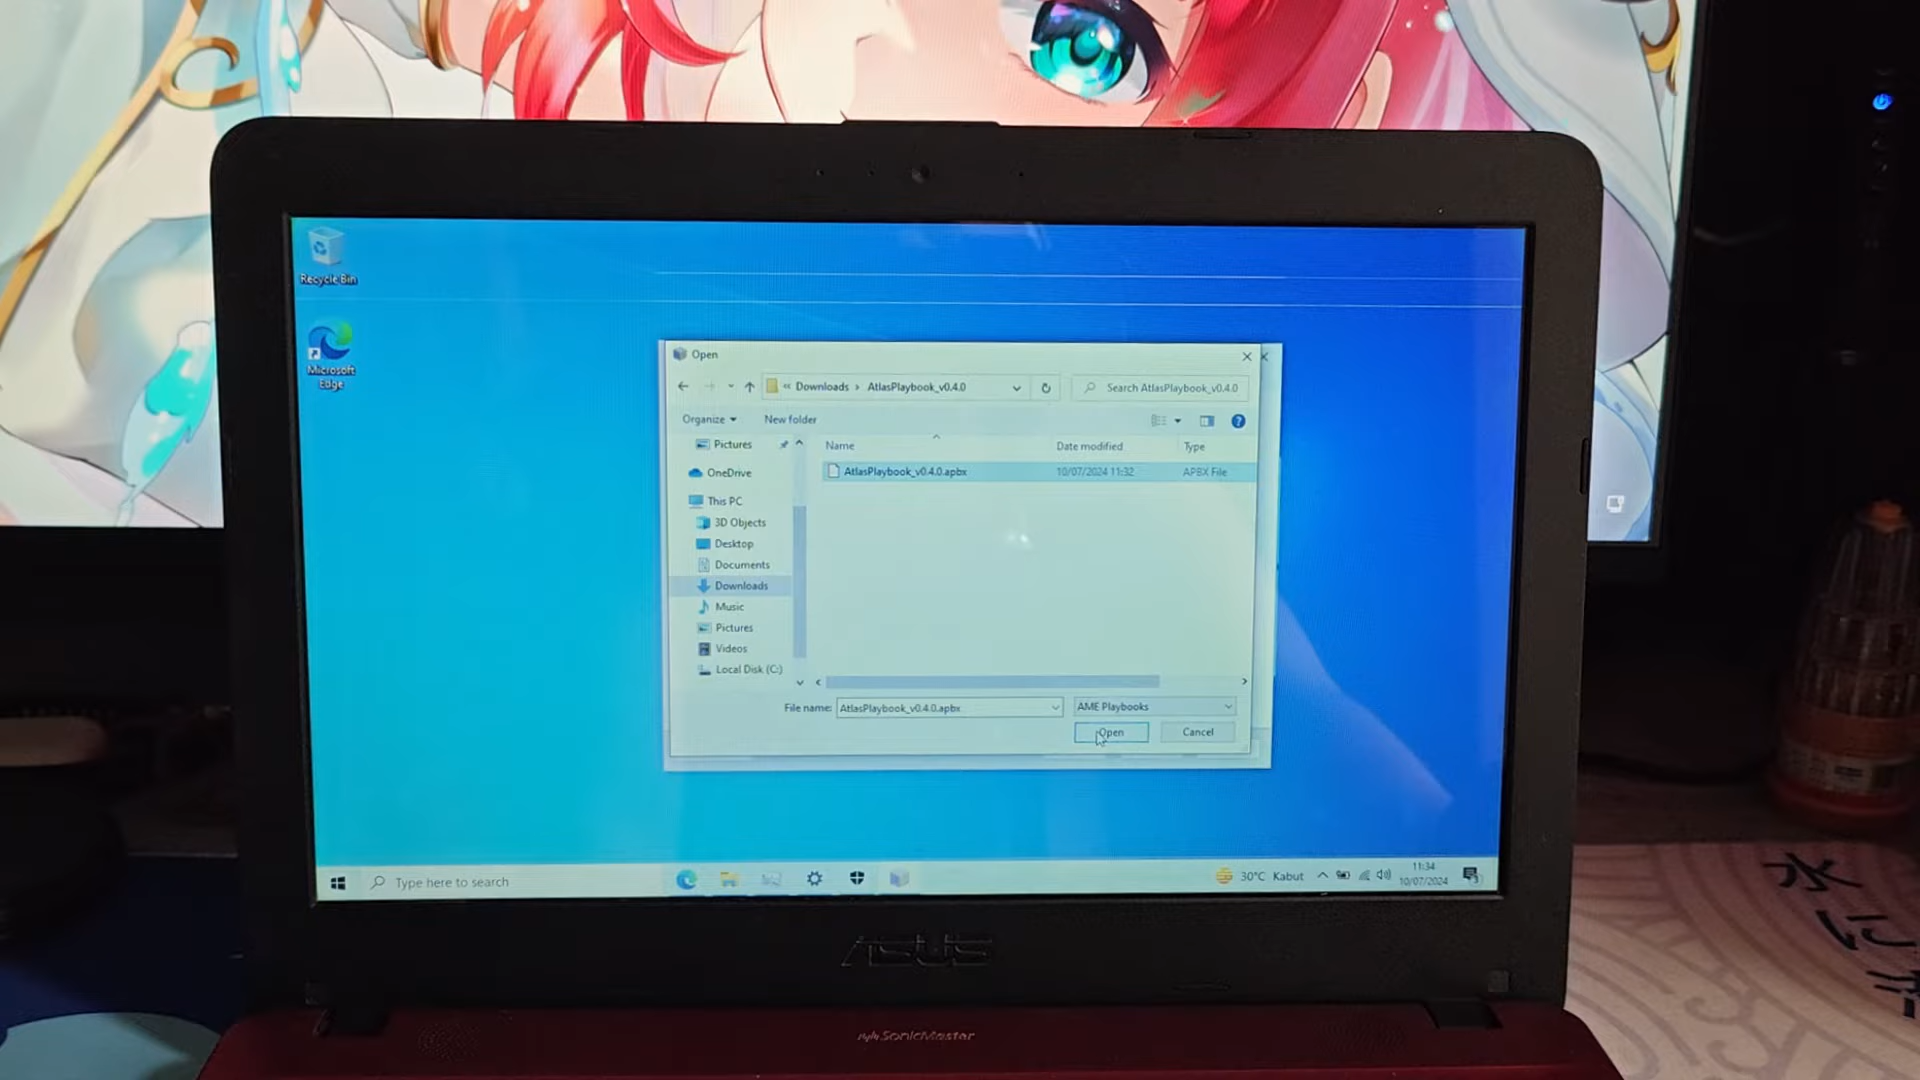 Recycle Bin
Microsoft
Edge
Open
« Downloads › AtlasPlaybook_v0.4.0
Search AtlasPlaybook_v0.4.0
Organize
New folder
Name
Date modified
Type
Pictures
AtlasPlaybook_v0.4.0.apbx
10/07/2024 11:32
APBX File
OneDrive
This PC
3D Objects
Desktop
Documents
Downloads
Music
Pictures
Videos
Local Disk (C:)
File name:
AtlasPlaybook_v0.4.0.apbx
AME Playbooks
Open
Cancel
Type here to search
30°C Kabut
11:34
10/07/2024
ASUS
SonicMaster